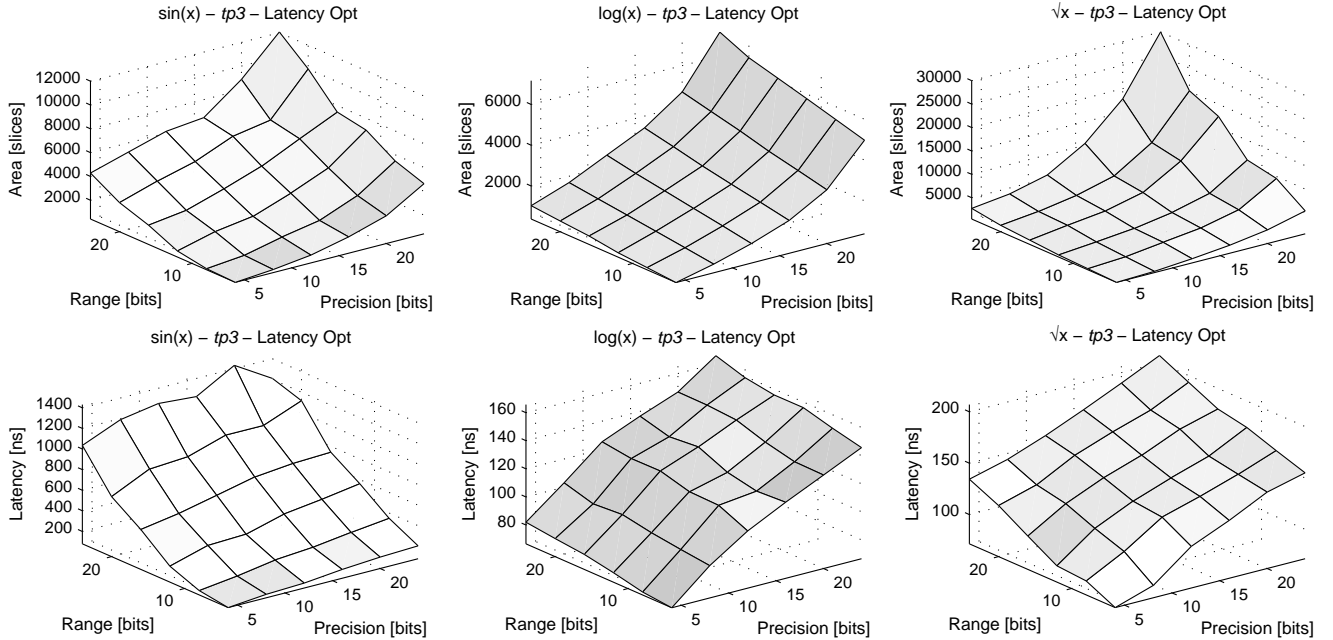 sin(x) – tp3 – Latency Opt
12000
10000
8000
6000
4000
2000
Area [slices]
20
10
Range [bits]
5
10
15
20
Precision [bits]
log(x) – tp3 – Latency Opt
6000
4000
2000
Area [slices]
20
10
Range [bits]
5
10
15
20
Precision [bits]
√x – tp3 – Latency Opt
30000
25000
20000
15000
10000
5000
Area [slices]
20
10
Range [bits]
5
10
15
20
Precision [bits]
sin(x) – tp3 – Latency Opt
1400
1200
1000
800
600
400
200
Latency [ns]
20
10
Range [bits]
5
10
15
20
Precision [bits]
log(x) – tp3 – Latency Opt
160
140
120
100
80
Latency [ns]
20
10
Range [bits]
5
10
15
20
Precision [bits]
√x – tp3 – Latency Opt
200
150
100
Latency [ns]
20
10
Range [bits]
5
10
15
20
Precision [bits]